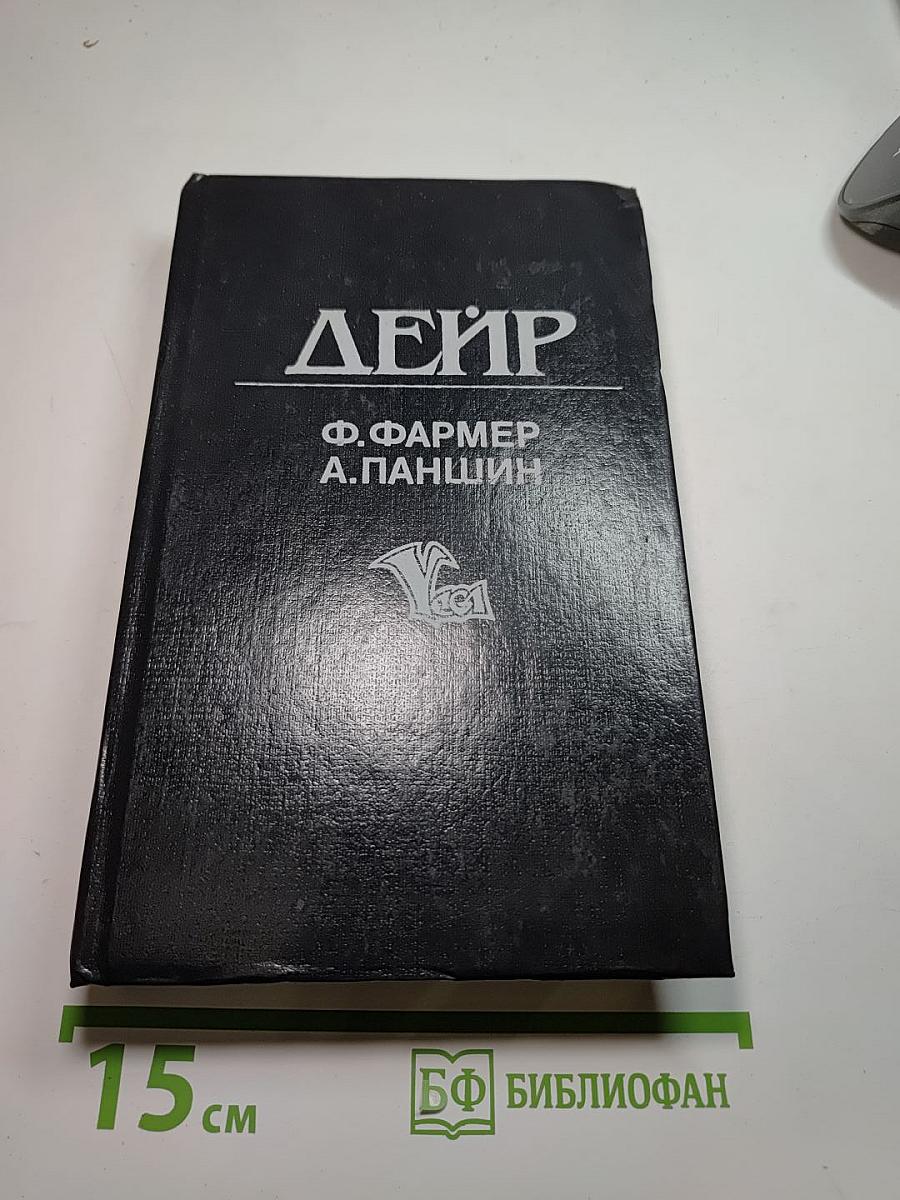 ДЕЙР
Ф.ФАРМЕР
А.ПАНШИН
15 см
БФ БИБЛИОФАН